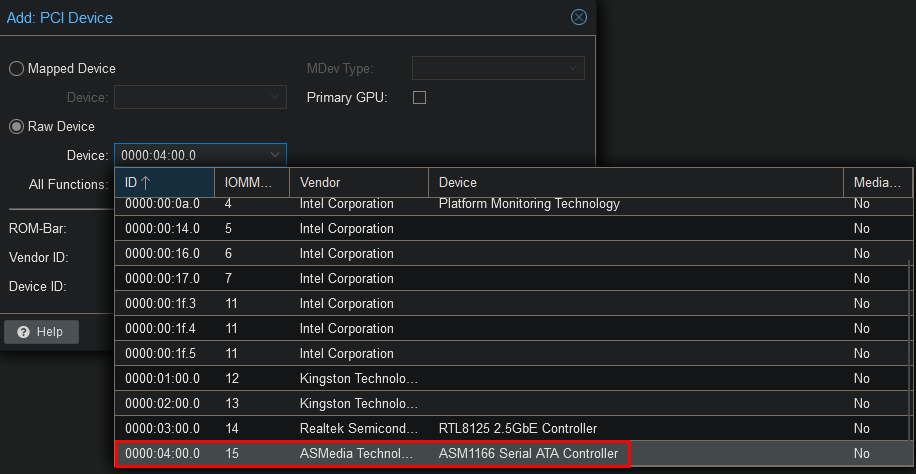 Add: PCI Device
Mapped Device
MDev Type:
Device:
Primary GPU:
Raw Device
Device: 0000:04:00.0
All Functions:
ID IOMM... Vendor Device Media...
0000:00:0a.0 4 Intel Corporation Platform Monitoring Technology No
0000:00:14.0 5 Intel Corporation No
0000:00:16.0 6 Intel Corporation No
0000:00:17.0 7 Intel Corporation No
0000:00:1f.3 11 Intel Corporation No
0000:00:1f.4 11 Intel Corporation No
0000:00:1f.5 11 Intel Corporation No
0000:01:00.0 12 Kingston Technolo... No
0000:02:00.0 13 Kingston Technolo... No
0000:03:00.0 14 Realtek Semicond... RTL8125 2.5GbE Controller No
0000:04:00.0 15 ASMedia Technol... ASM1166 Serial ATA Controller No
ROM-Bar:
Vendor ID:
Device ID:
Help